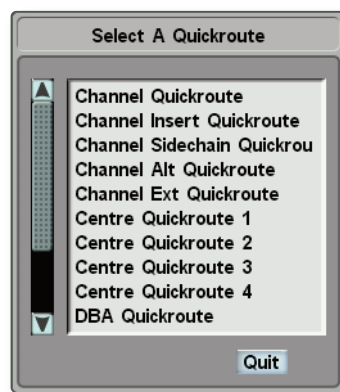 Select A Quickroute
Channel Quickroute
Channel Insert Quickroute
Channel Sidechain Quickrou
Channel Alt Quickroute
Channel Ext Quickroute
Centre Quickroute 1
Centre Quickroute 2
Centre Quickroute 3
Centre Quickroute 4
DBA Quickroute
Quit